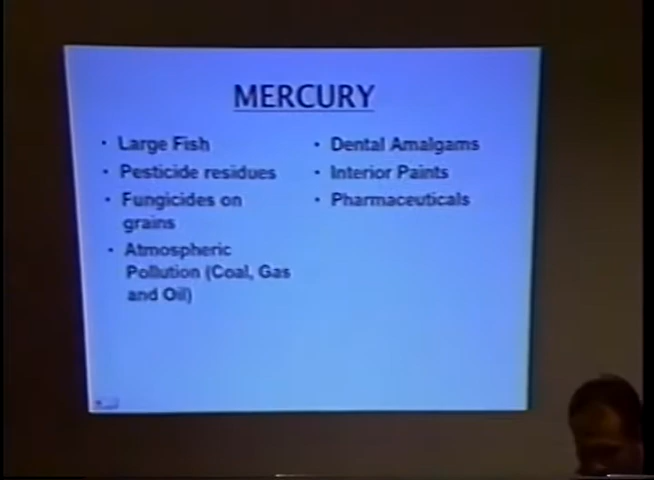 MERCURY
• Large Fish
• Pesticide residues
• Fungicides on
grains
• Atmospheric
Pollution (Coal, Gas
and Oil)
• Dental Amalgams
• Interior Paints
• Pharmaceuticals